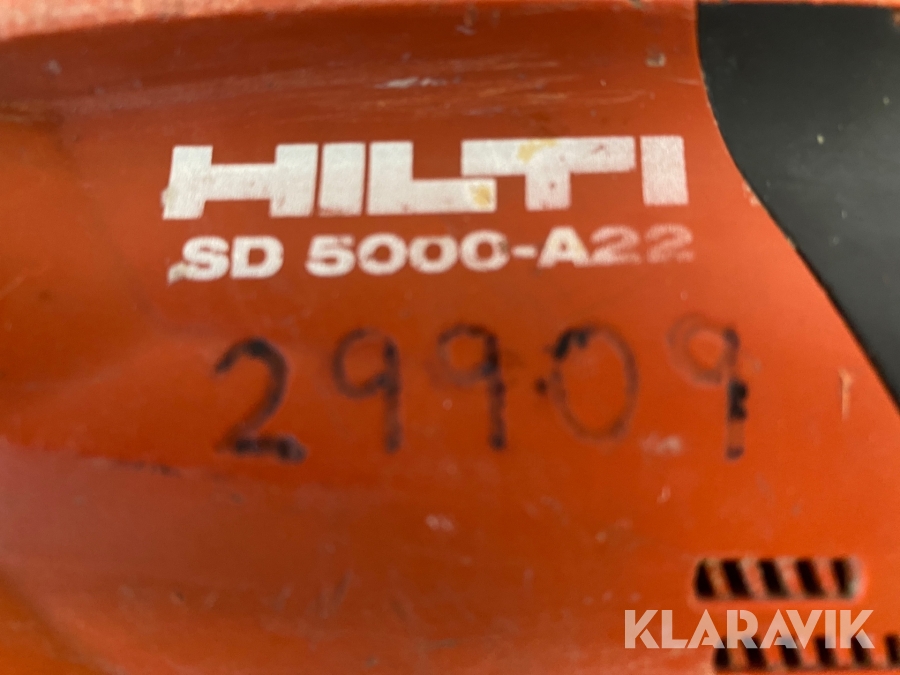 HILTI
SD 5000-A22
29909
KLARAVIK